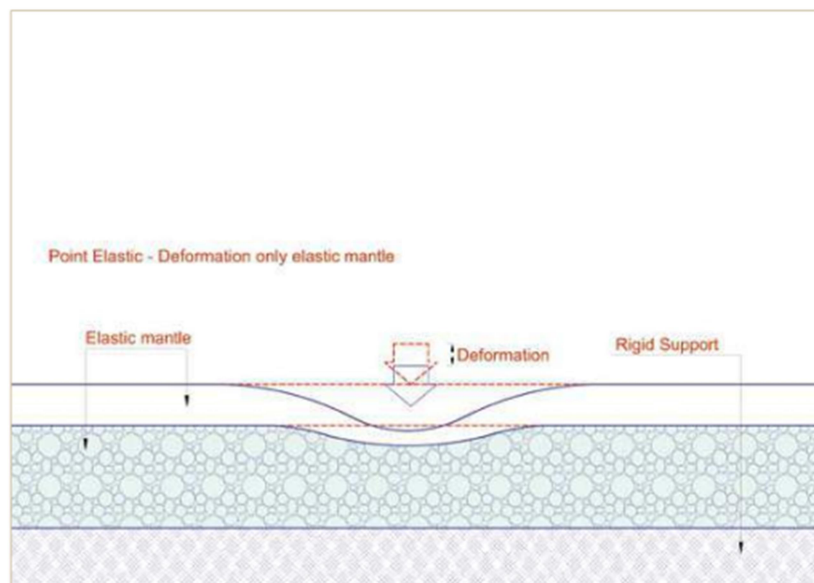 Point Elastic - Deformation only elastic mantle
Elastic mantle
Deformation
Rigid Support